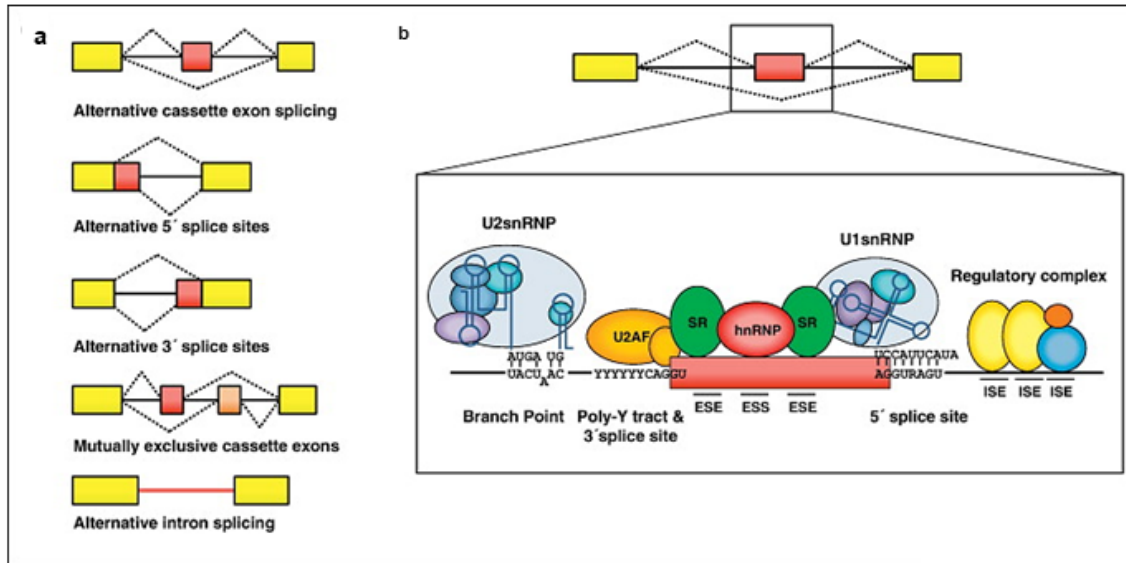 a
Alternative cassette exon splicing
Alternative 5´ splice sites
Alternative 3´ splice sites
Mutually exclusive cassette exons
Alternative intron splicing
b
U2snRNP
U1snRNP
Regulatory complex
SR
hnRNP
SR
U2AF
AUGA UG
UCCAUUCAUA
UACU AC
A
YYYYYYCAGGU
AGGURAGU
ESE
ESS
ESE
ISE
ISE
ISE
Branch Point
Poly-Y tract &
3´splice site
5´ splice site